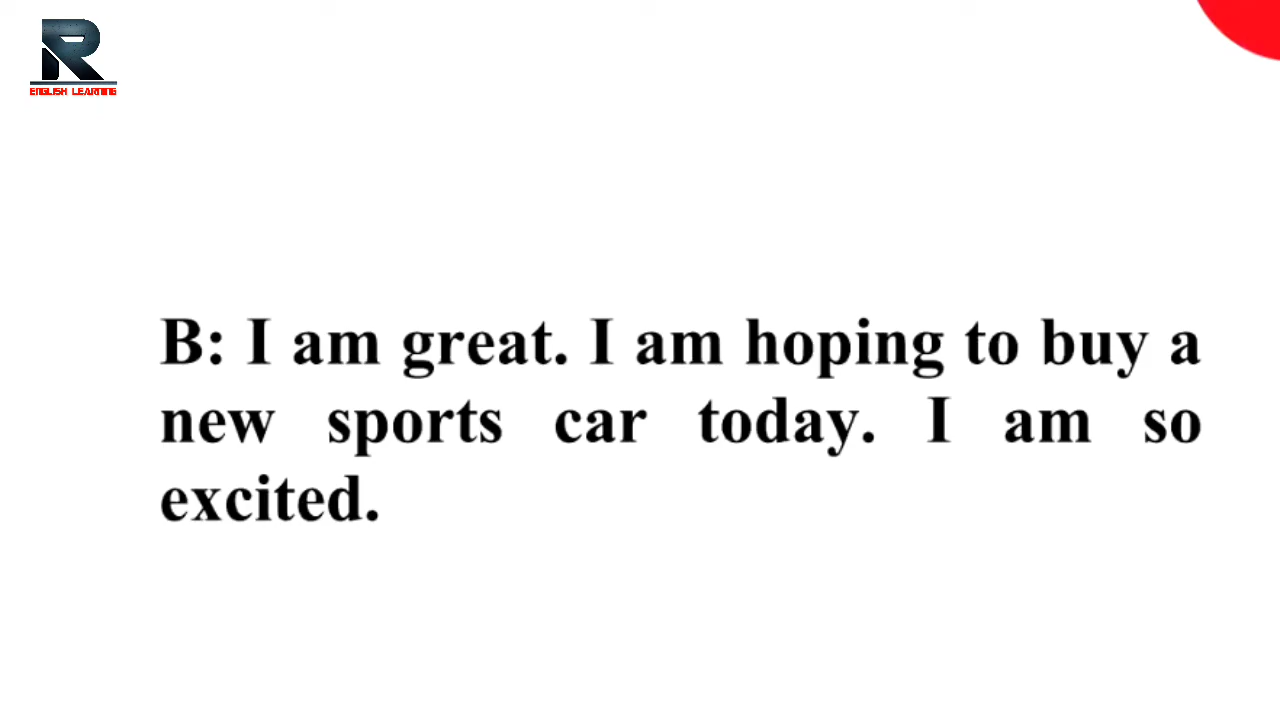 R
ENGLISH LEARNING
B: I am great. I am hoping to buy a
new sports car today. I am so
excited.